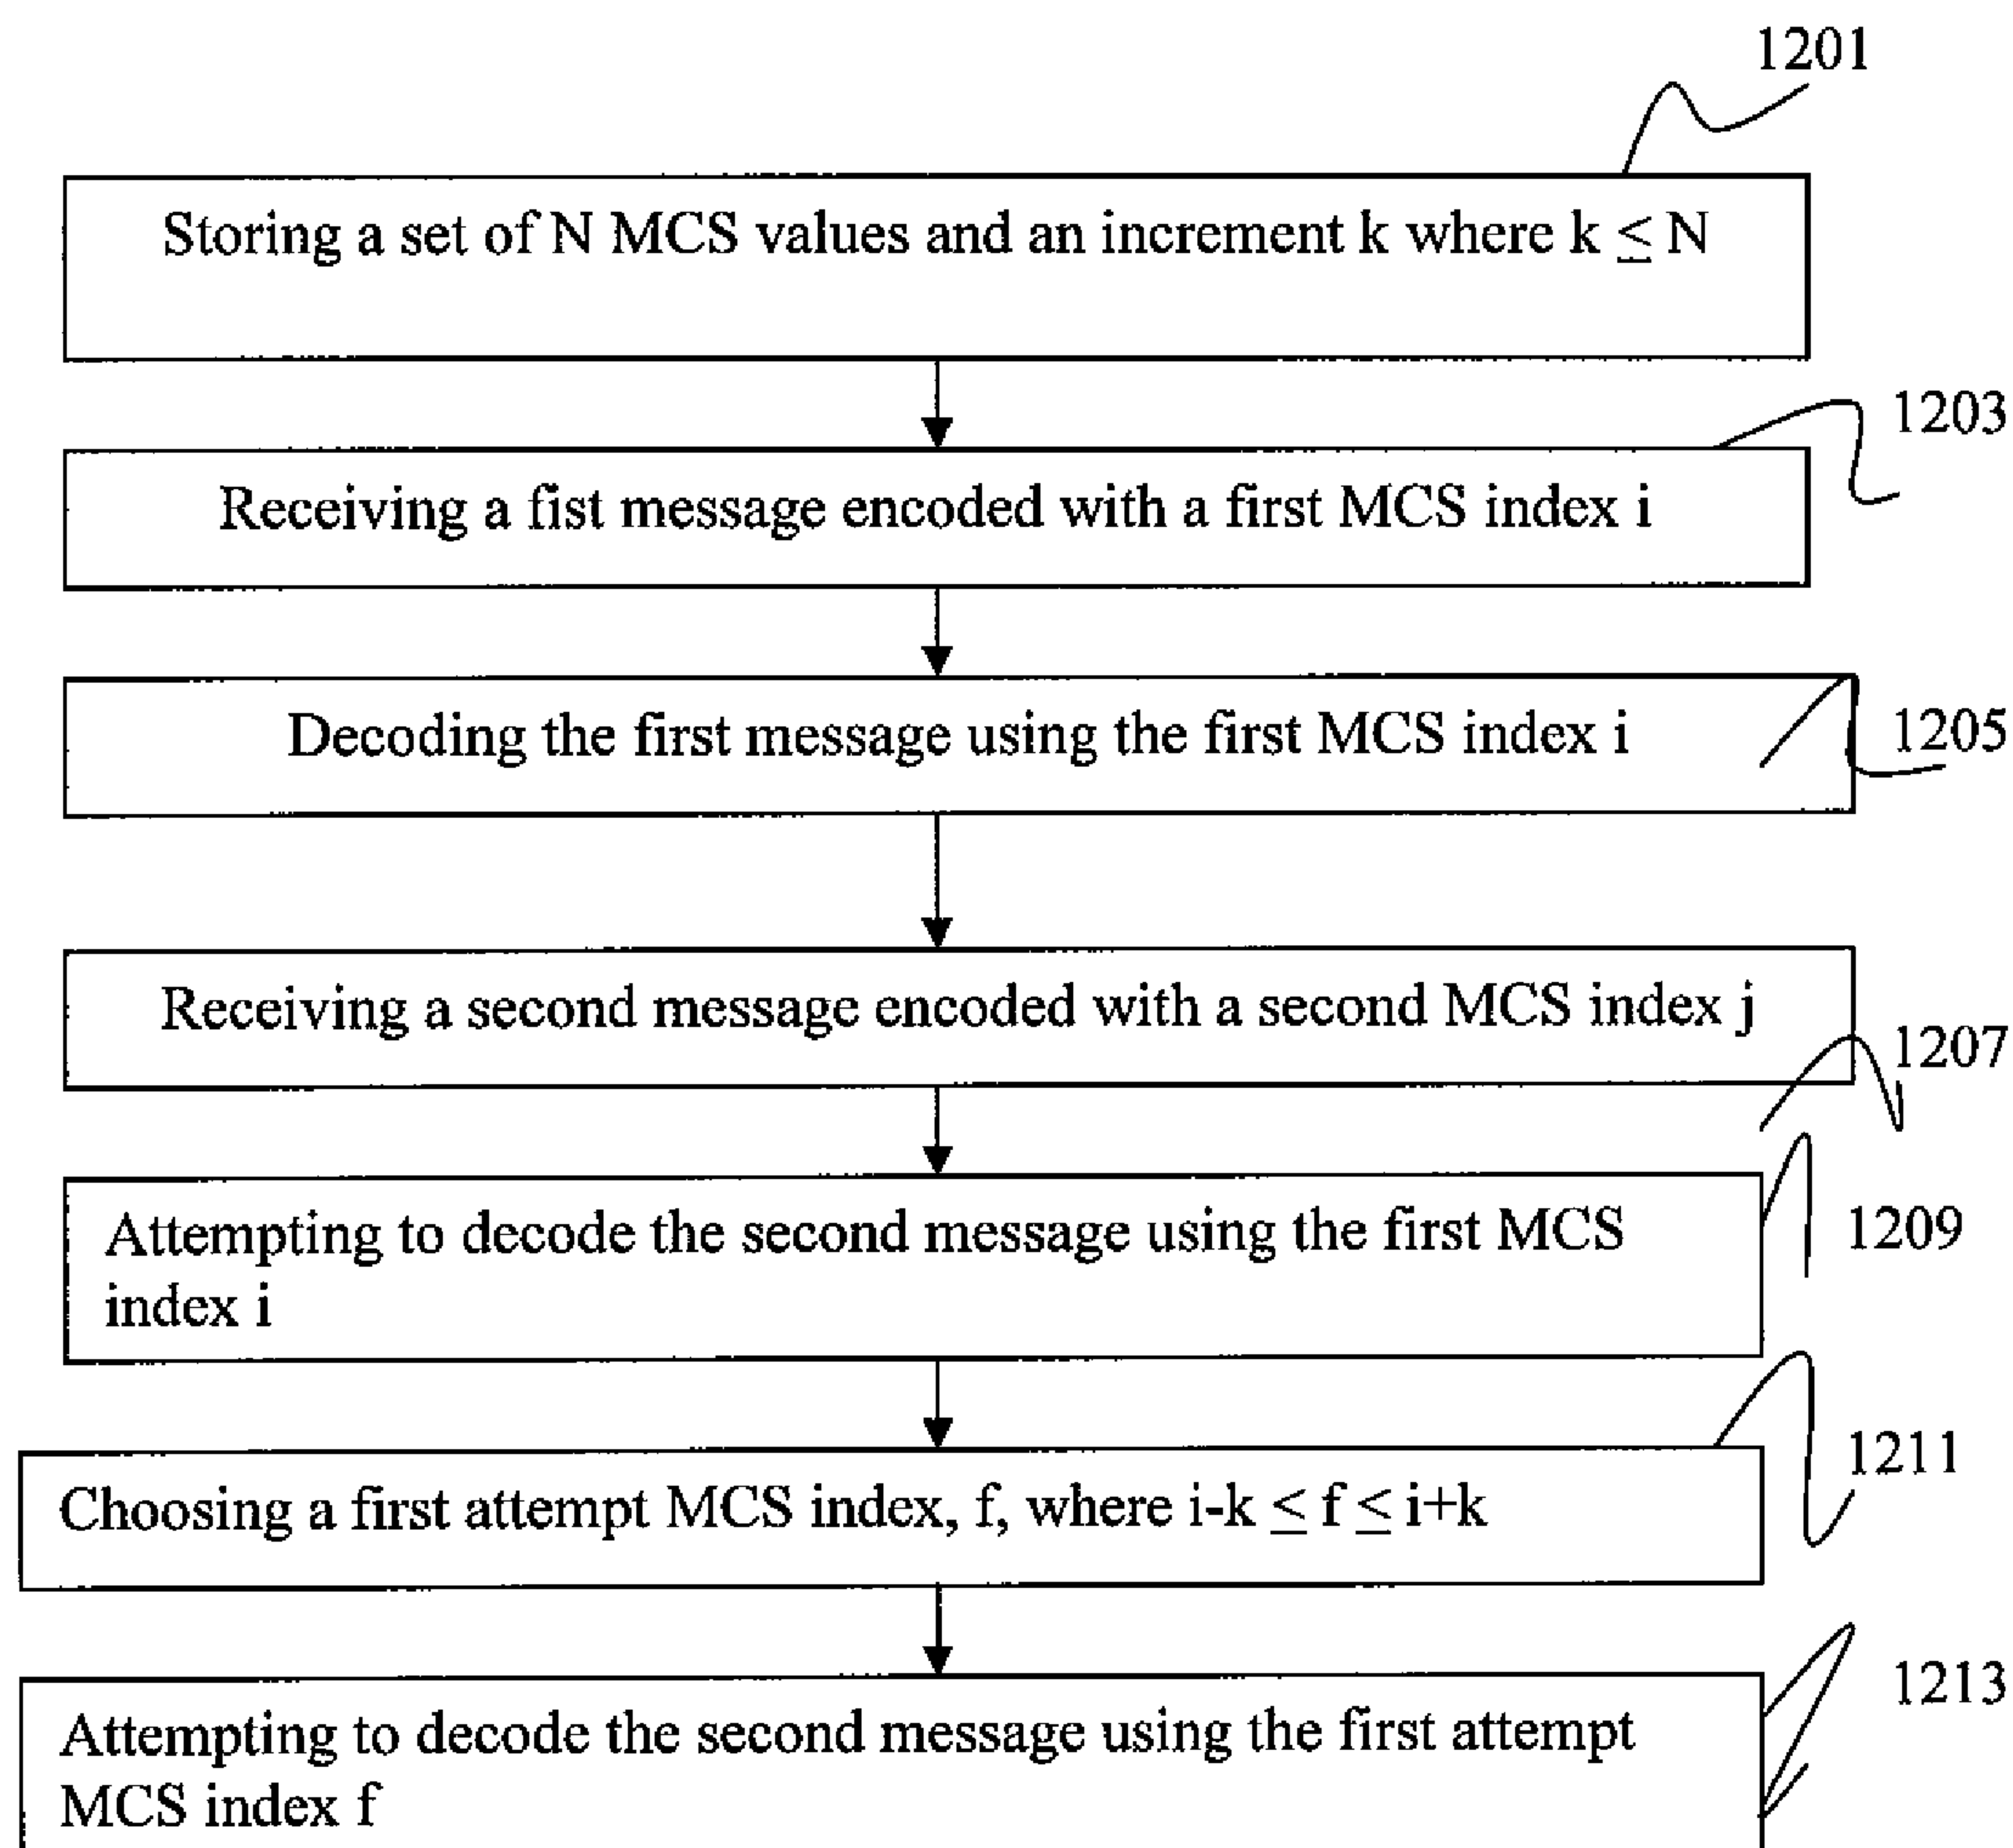 1201
Storing a set of N MCS values and an increment k where k ≤ N
1203
Receiving a fist message encoded with a first MCS index i
Decoding the first message using the first MCS index i
1205
Receiving a second message encoded with a second MCS index j
1207
Attempting to decode the second message using the first MCS
index i
1209
1211
Choosing a first attempt MCS index, f, where i-k ≤ f ≤ i+k
1213
Attempting to decode the second message using the first attempt
MCS index f